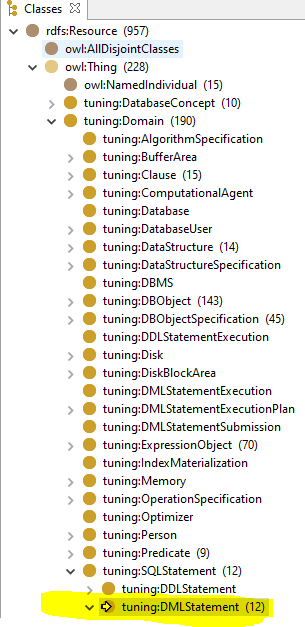 Classes
rdfs:Resource (957)
owl:AllDisjointClasses
owl:Thing (228)
owl:NamedIndividual (15)
tuning:DatabaseConcept (10)
tuning:Domain (190)
tuning:AlgorithmSpecification
tuning:BufferArea
tuning:Clause (15)
tuning:ComputationalAgent
tuning:Database
tuning:DatabaseUser
tuning:DataStructure (14)
tuning:DataStructureSpecification
tuning:DBMS
tuning:DBObject (143)
tuning:DBObjectSpecification (45)
tuning:DDLStatementExecution
tuning:Disk
tuning:DiskBlockArea
tuning:DMLStatementExecution
tuning:DMLStatementExecutionPlan
tuning:DMLStatementSubmission
tuning:ExpressionObject (70)
tuning:IndexMaterialization
tuning:Memory
tuning:OperationSpecification
tuning:Optimizer
tuning:Person
tuning:Predicate (9)
tuning:SQLStatement (12)
tuning:DDLStatement
tuning:DMLStatement (12)